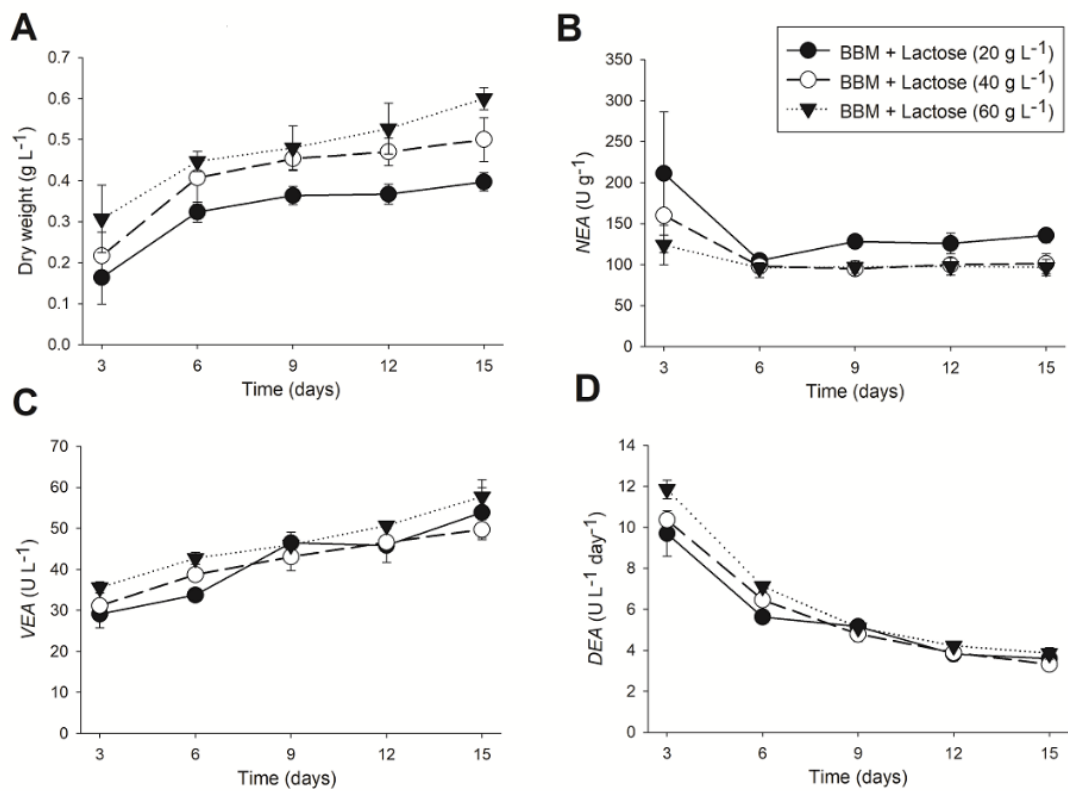 A
Dry weight (g L-1)
0.7
0.6
0.5
0.4
0.3
0.2
0.1
0.0
3 6 9 12 15
Time (days)
B
BBM + Lactose (20 g L-1)
BBM + Lactose (40 g L-1)
BBM + Lactose (60 g L-1)
NEA (U g-1)
350
300
250
200
150
100
50
0
3 6 9 12 15
Time (days)
C
VEA (U L-1)
70
60
50
40
30
20
10
0
3 6 9 12 15
Time (days)
D
DEA (U L-1 day-1)
14
12
10
8
6
4
2
0
3 6 9 12 15
Time (days)